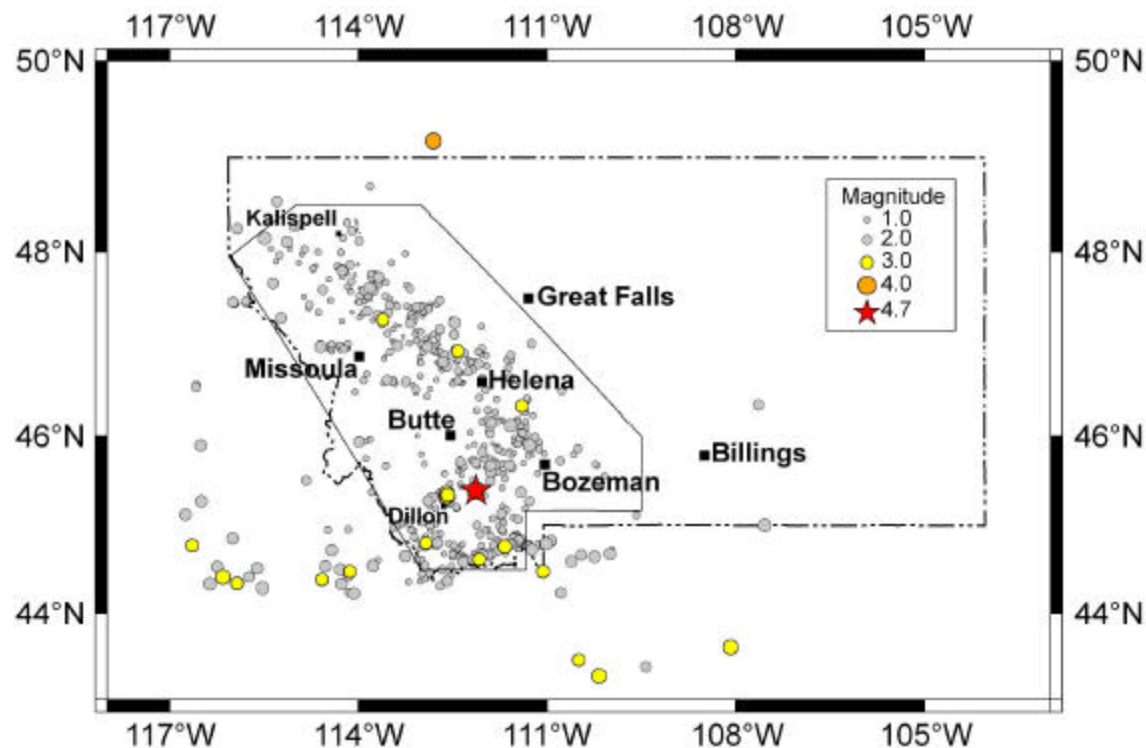 117°W 114°W 111°W 108°W 105°W
50°N 50°N
Magnitude
1.0
2.0
3.0
4.0
4.7
Kalispell
48°N 48°N
Great Falls
Missoula
Helena
Butte
46°N 46°N
Billings
Bozeman
Dillon
44°N 44°N
117°W 114°W 111°W 108°W 105°W